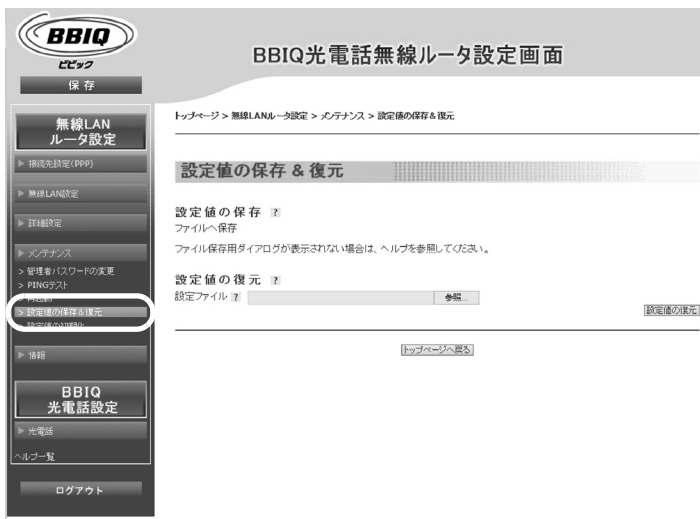 BBIQ
ビビック
BBIQ光電話無線ルータ設定画面
保存
無線LAN
ルータ設定
▶ 接続先設定(PPP)
▶ 無線LAN設定
▶ 詳細設定
▶ メンテナンス
> 管理者パスワードの変更
> PINGテスト
> 設定値の保存&復元
> 設定値の初期化
▶ 情報
BBIQ
光電話設定
▶ 光電話
ヘルプ一覧
ログアウト
トップページ > 無線LANルータ設定 > メンテナンス > 設定値の保存&復元
設定値の保存 & 復元
設定値の保存 ?
ファイルへ保存
ファイル保存用ダイアログが表示されない場合は、ヘルプを参照してください。
設定値の復元 ?
設定ファイル ? 参照...
設定値の復元
トップページへ戻る